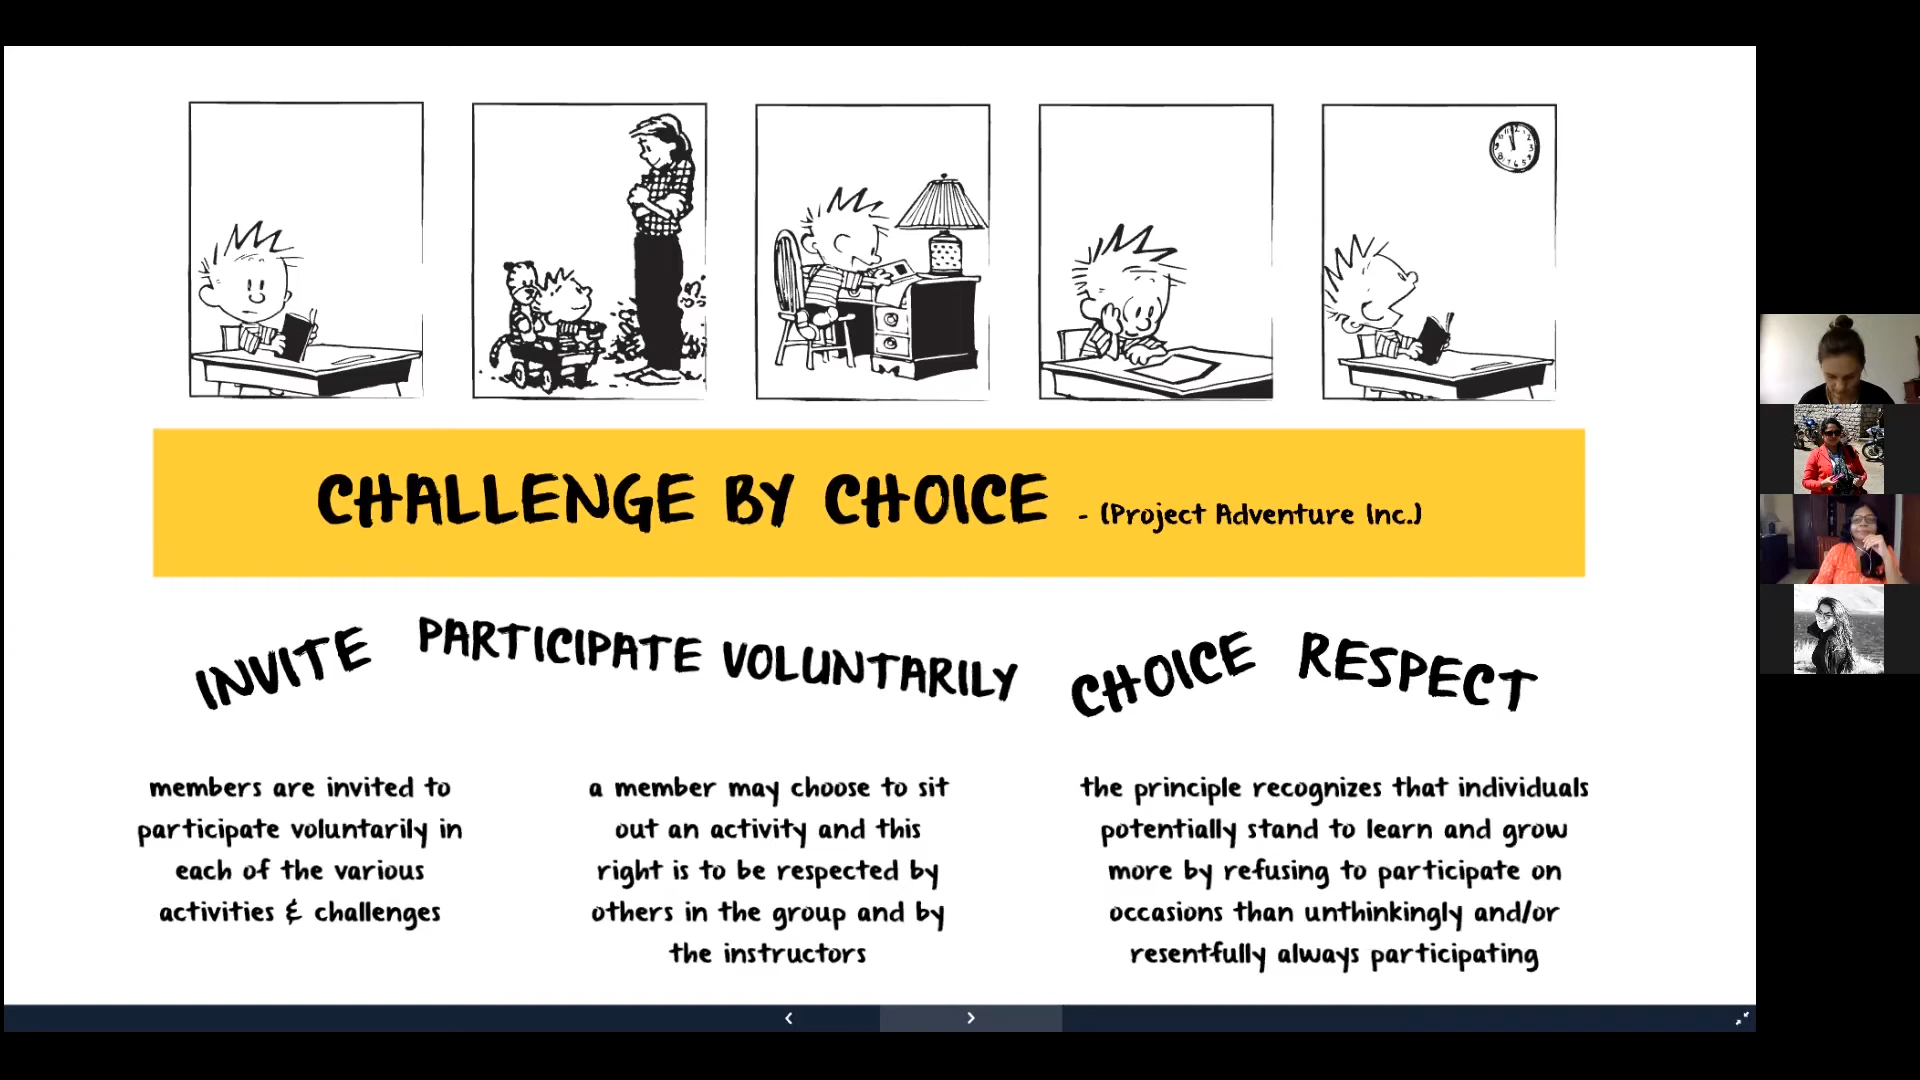 CHALLENGE BY CHOICE - (Project Adventure Inc.)
INVITE PARTICIPATE VOLUNTARILY CHOICE RESPECT
members are invited to
participate voluntarily in
each of the various
activities & challenges
a member may choose to sit
out an activity and this
right is to be respected by
others in the group and by
the instructors
the principle recognizes that individuals
potentially stand to learn and grow
more by refusing to participate on
occasions than unthinkingly and/or
resentfully always participating